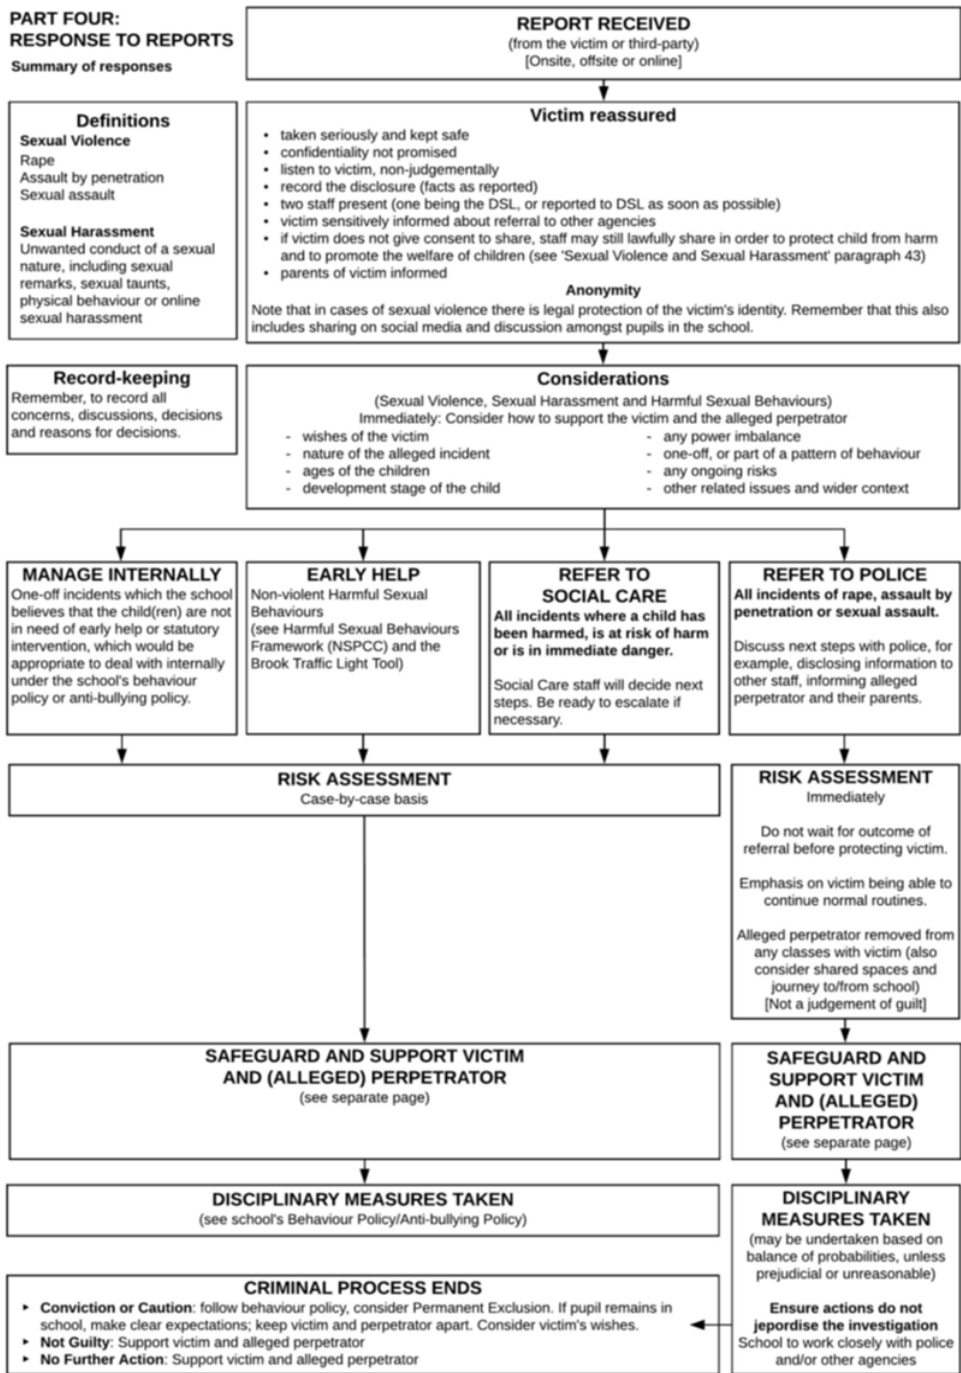 PART FOUR:
RESPONSE TO REPORTS
Summary of responses
REPORT RECEIVED
(from the victim or third-party)
[Onsite, offsite or online]
Definitions
Sexual Violence
Rape
Assault by penetration
Sexual assault
Sexual Harassment
Unwanted conduct of a sexual
nature, including sexual
remarks, sexual taunts,
physical behaviour or online
sexual harassment
Victim reassured
• taken seriously and kept safe
• confidentiality not promised
• listen to victim, non-judgementally
• record the disclosure (facts as reported)
• two staff present (one being the DSL, or reported to DSL as soon as possible)
• victim sensitively informed about referral to other agencies
• if victim does not give consent to share, staff may still lawfully share in order to protect child from harm
and to promote the welfare of children (see 'Sexual Violence and Sexual Harassment' paragraph 43)
• parents of victim informed
Anonymity
Note that in cases of sexual violence there is legal protection of the victim's identity. Remember that this also
includes sharing on social media and discussion amongst pupils in the school.
Record-keeping
Remember, to record all
concerns, discussions, decisions
and reasons for decisions.
Considerations
(Sexual Violence, Sexual Harassment and Harmful Sexual Behaviours)
Immediately: Consider how to support the victim and the alleged perpetrator
- wishes of the victim
- nature of the alleged incident
- ages of the children
- development stage of the child
- any power imbalance
- one-off, or part of a pattern of behaviour
- any ongoing risks
- other related issues and wider context
MANAGE INTERNALLY
One-off incidents which the school
believes that the child(ren) are not
in need of early help or statutory
intervention, which would be
appropriate to deal with internally
under the school's behaviour
policy or anti-bullying policy.
EARLY HELP
Non-violent Harmful Sexual
Behaviours
(see Harmful Sexual Behaviours
Framework (NSPCC) and the
Brook Traffic Light Tool)
REFER TO
SOCIAL CARE
All incidents where a child has
been harmed, is at risk of harm
or is in immediate danger.
Social Care staff will decide next
steps. Be ready to escalate if
necessary.
REFER TO POLICE
All incidents of rape, assault by
penetration or sexual assault.
Discuss next steps with police, for
example, disclosing information to
other staff, informing alleged
perpetrator and their parents.
RISK ASSESSMENT
Case-by-case basis
RISK ASSESSMENT
Immediately
Do not wait for outcome of
referral before protecting victim.
Emphasis on victim being able to
continue normal routines.
Alleged perpetrator removed from
any classes with victim (also
consider shared spaces and
journey to/from school)
[Not a judgement of guilt]
SAFEGUARD AND SUPPORT VICTIM
AND (ALLEGED) PERPETRATOR
(see separate page)
SAFEGUARD AND
SUPPORT VICTIM
AND (ALLEGED)
PERPETRATOR
(see separate page)
DISCIPLINARY MEASURES TAKEN
(see school's Behaviour Policy/Anti-bullying Policy)
DISCIPLINARY
MEASURES TAKEN
(may be undertaken based on
balance of probabilities, unless
prejudicial or unreasonable)
Ensure actions do not
jepordise the investigation
School to work closely with police
and/or other agencies
CRIMINAL PROCESS ENDS
‣ Conviction or Caution: follow behaviour policy, consider Permanent Exclusion. If pupil remains in
school, make clear expectations; keep victim and perpetrator apart. Consider victim's wishes.
‣ Not Guilty: Support victim and alleged perpetrator
‣ No Further Action: Support victim and alleged perpetrator